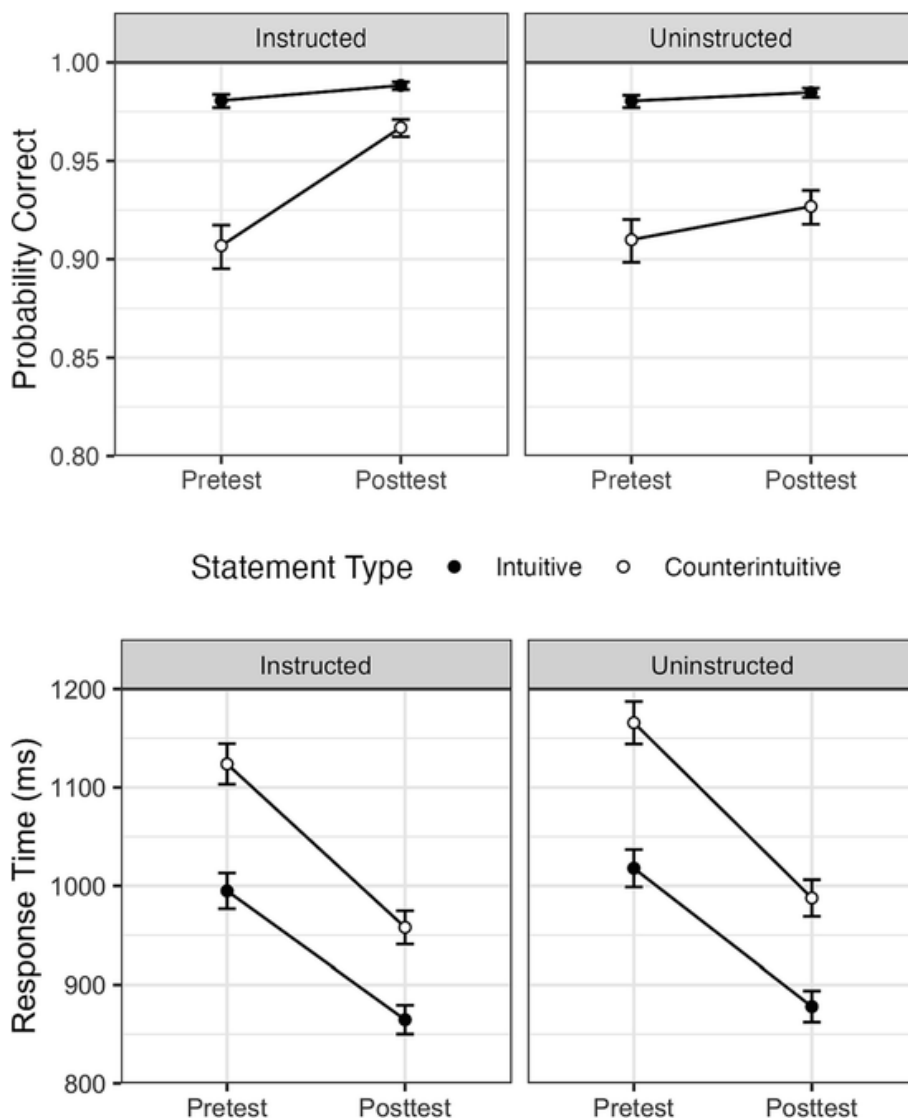 Instructed Uninstructed
1.00
0.95
0.90
0.85
0.80
Probability Correct
Pretest Posttest Pretest Posttest
Statement Type Intuitive Counterintuitive
Instructed Uninstructed
1200
1100
1000
900
800
Response Time (ms)
Pretest Posttest Pretest Posttest